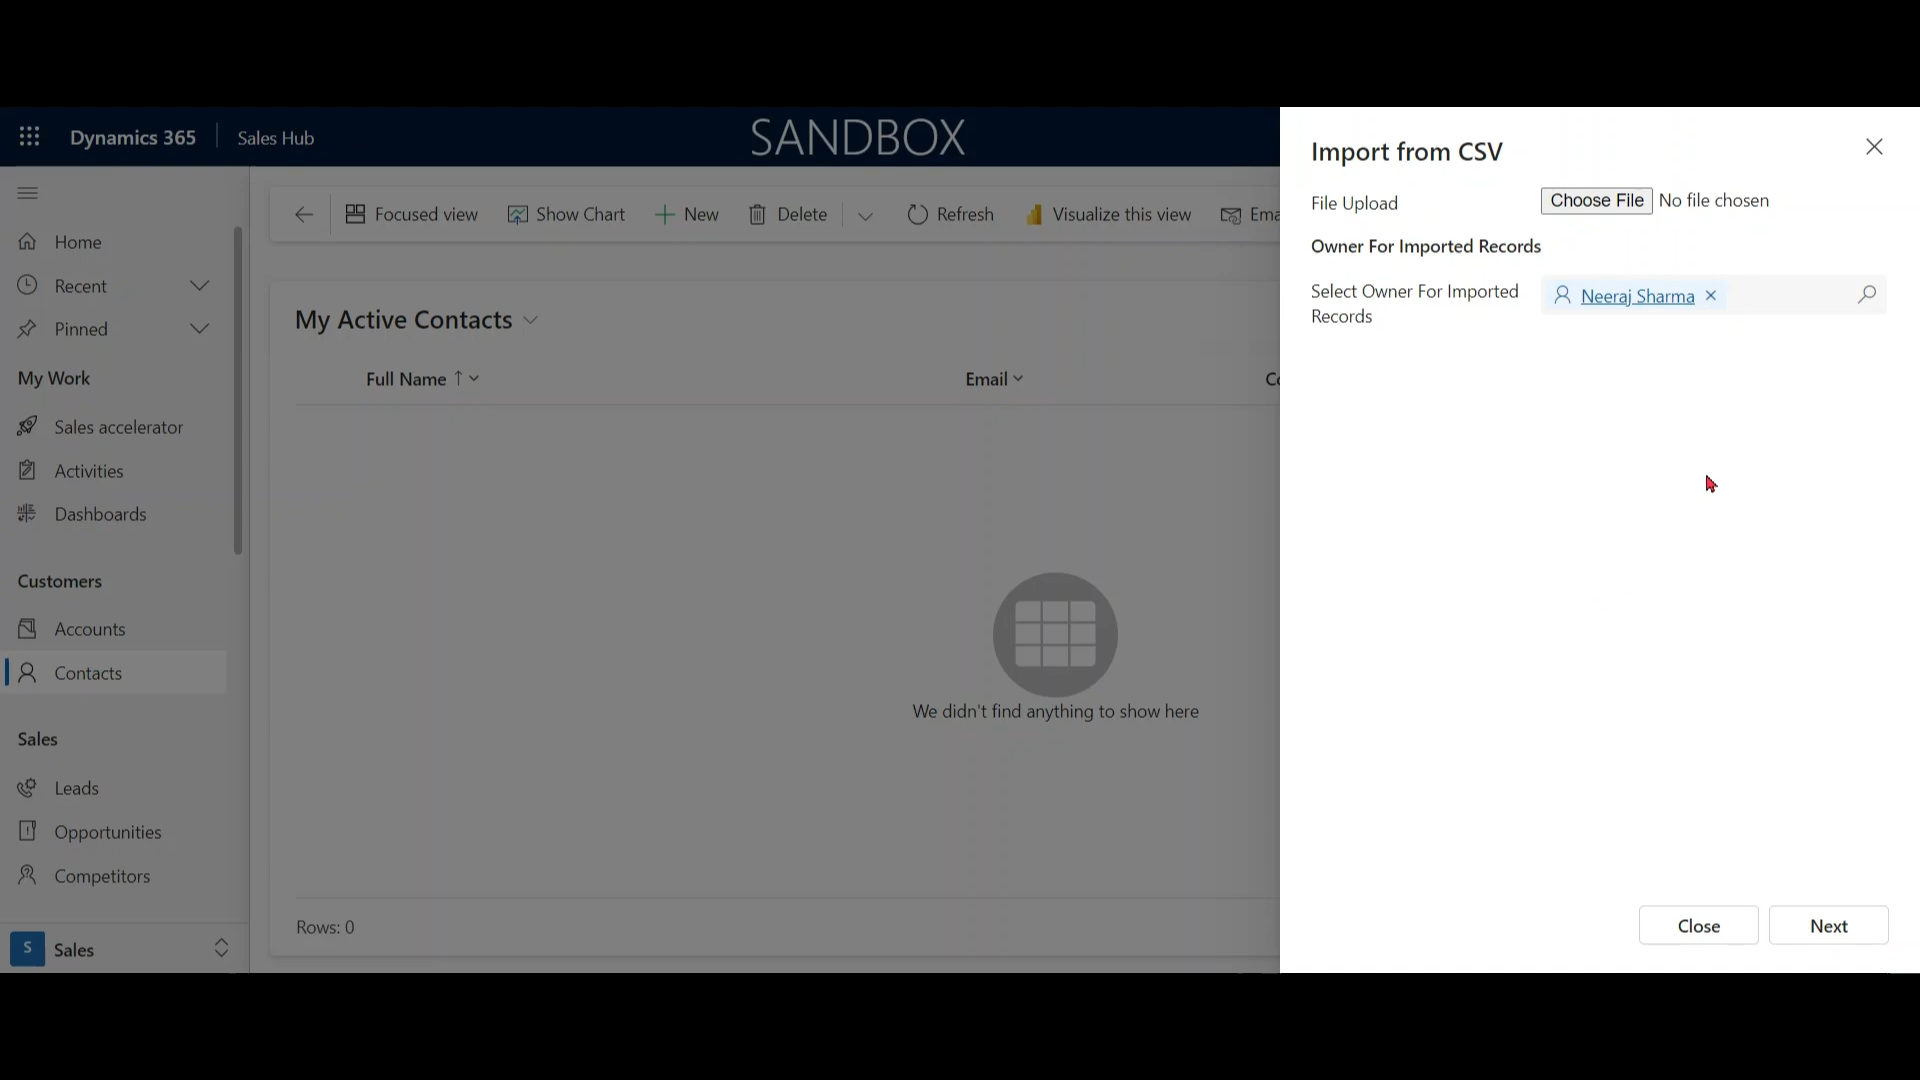 Dynamics 365 Sales Hub SANDBOX
Home
Recent
Pinned
My Work
Sales accelerator
Activities
Dashboards
Customers
Accounts
Contacts
Sales
Leads
Opportunities
Competitors
S Sales
Focused view Show Chart New Delete Refresh Visualize this view Ema
My Active Contacts
Full Name Email Co
We didn't find anything to show here
Rows: 0
Import from CSV
File Upload Choose File No file chosen
Owner For Imported Records
Select Owner For Imported
Records
Neeraj Sharma
Close Next